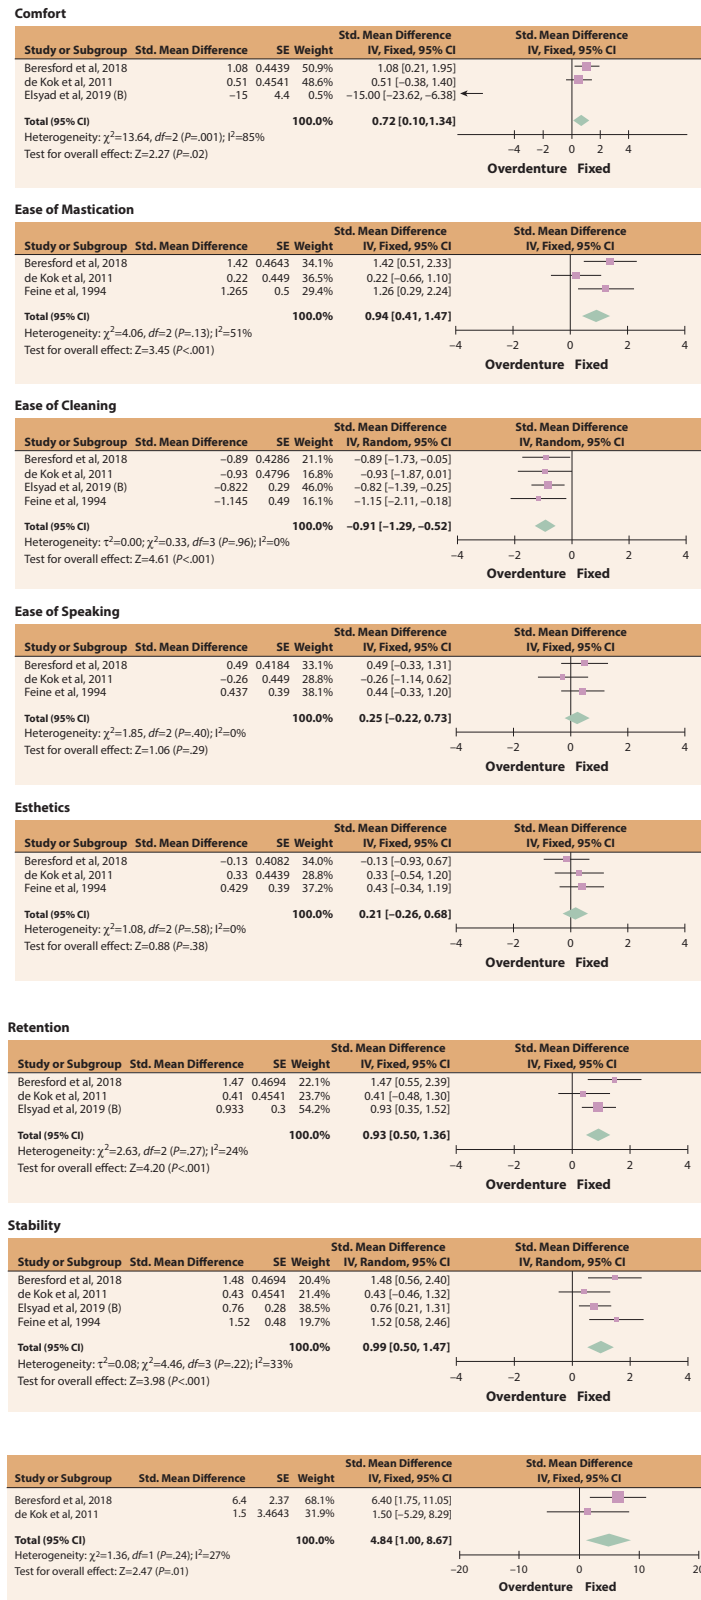 Comfort
Std. Mean Difference Std. Mean Difference
Study or Subgroup Std. Mean Difference SE Weight IV, Fixed, 95% CI IV, Fixed, 95% CI
Beresford et al, 2018 1.08 0.4439 50.9% 1.08 [0.21, 1.95]
de Kok et al, 2011 0.51 0.4541 48.6% 0.51 [−0.38, 1.40]
Elsyad et al, 2019 (B) −15 4.4 0.5% −15.00 [−23.62, −6.38]
Total (95% CI) 100.0% 0.72 [0.10,1.34]
Heterogeneity: χ²=13.64, df=2 (P=.001); I²=85%
Test for overall effect: Z=2.27 (P=.02)
−4 −2 0 2 4
Overdenture Fixed
Ease of Mastication
Std. Mean Difference Std. Mean Difference
Study or Subgroup Std. Mean Difference SE Weight IV, Fixed, 95% CI IV, Fixed, 95% CI
Beresford et al, 2018 1.42 0.4643 34.1% 1.42 [0.51, 2.33]
de Kok et al, 2011 0.22 0.449 36.5% 0.22 [−0.66, 1.10]
Feine et al, 1994 1.265 0.5 29.4% 1.26 [0.29, 2.24]
Total (95% CI) 100.0% 0.94 [0.41, 1.47]
Heterogeneity: χ²=4.06, df=2 (P=.13); I²=51%
Test for overall effect: Z=3.45 (P<.001)
−4 −2 0 2 4
Overdenture Fixed
Ease of Cleaning
Std. Mean Difference Std. Mean Difference
Study or Subgroup Std. Mean Difference SE Weight IV, Random, 95% CI IV, Random, 95% CI
Beresford et al, 2018 −0.89 0.4286 21.1% −0.89 [−1.73, −0.05]
de Kok et al, 2011 −0.93 0.4796 16.8% −0.93 [−1.87, 0.01]
Elsyad et al, 2019 (B) −0.822 0.29 46.0% −0.82 [−1.39, −0.25]
Feine et al, 1994 −1.145 0.49 16.1% −1.15 [−2.11, −0.18]
Total (95% CI) 100.0% −0.91 [−1.29, −0.52]
Heterogeneity: τ²=0.00; χ²=0.33, df=3 (P=.96); I²=0%
Test for overall effect: Z=4.61 (P<.001)
−4 −2 0 2 4
Overdenture Fixed
Ease of Speaking
Std. Mean Difference Std. Mean Difference
Study or Subgroup Std. Mean Difference SE Weight IV, Fixed, 95% CI IV, Fixed, 95% CI
Beresford et al, 2018 0.49 0.4184 33.1% 0.49 [−0.33, 1.31]
de Kok et al, 2011 −0.26 0.449 28.8% −0.26 [−1.14, 0.62]
Feine et al, 1994 0.437 0.39 38.1% 0.44 [−0.33, 1.20]
Total (95% CI) 100.0% 0.25 [−0.22, 0.73]
Heterogeneity: χ²=1.85, df=2 (P=.40); I²=0%
Test for overall effect: Z=1.06 (P=.29)
−4 −2 0 2 4
Overdenture Fixed
Esthetics
Std. Mean Difference Std. Mean Difference
Study or Subgroup Std. Mean Difference SE Weight IV, Fixed, 95% CI IV, Fixed, 95% CI
Beresford et al, 2018 −0.13 0.4082 34.0% −0.13 [−0.93, 0.67]
de Kok et al, 2011 0.33 0.4439 28.8% 0.33 [−0.54, 1.20]
Feine et al, 1994 0.429 0.39 37.2% 0.43 [−0.34, 1.19]
Total (95% CI) 100.0% 0.21 [−0.26, 0.68]
Heterogeneity: χ²=1.08, df=2 (P=.58); I²=0%
Test for overall effect: Z=0.88 (P=.38)
−4 −2 0 2 4
Overdenture Fixed
Retention
Std. Mean Difference Std. Mean Difference
Study or Subgroup Std. Mean Difference SE Weight IV, Fixed, 95% CI IV, Fixed, 95% CI
Beresford et al, 2018 1.47 0.4694 22.1% 1.47 [0.55, 2.39]
de Kok et al, 2011 0.41 0.4541 23.7% 0.41 [−0.48, 1.30]
Elsyad et al, 2019 (B) 0.933 0.3 54.2% 0.93 [0.35, 1.52]
Total (95% CI) 100.0% 0.93 [0.50, 1.36]
Heterogeneity: χ²=2.63, df=2 (P=.27); I²=24%
Test for overall effect: Z=4.20 (P<.001)
−4 −2 0 2 4
Overdenture Fixed
Stability
Std. Mean Difference Std. Mean Difference
Study or Subgroup Std. Mean Difference SE Weight IV, Random, 95% CI IV, Random, 95% CI
Beresford et al, 2018 1.48 0.4694 20.4% 1.48 [0.56, 2.40]
de Kok et al, 2011 0.43 0.4541 21.4% 0.43 [−0.46, 1.32]
Elsyad et al, 2019 (B) 0.76 0.28 38.5% 0.76 [0.21, 1.31]
Feine et al, 1994 1.52 0.48 19.7% 1.52 [0.58, 2.46]
Total (95% CI) 100.0% 0.99 [0.50, 1.47]
Heterogeneity: τ²=0.08; χ²=4.46, df=3 (P=.22); I²=33%
Test for overall effect: Z=3.98 (P<.001)
−4 −2 0 2 4
Overdenture Fixed
Std. Mean Difference Std. Mean Difference
Study or Subgroup Std. Mean Difference SE Weight IV, Fixed, 95% CI IV, Fixed, 95% CI
Beresford et al, 2018 6.4 2.37 68.1% 6.40 [1.75, 11.05]
de Kok et al, 2011 1.5 3.4643 31.9% 1.50 [−5.29, 8.29]
Total (95% CI) 100.0% 4.84 [1.00, 8.67]
Heterogeneity: χ²=1.36, df=1 (P=.24); I²=27%
Test for overall effect: Z=2.47 (P=.01)
−20 −10 0 10 20
Overdenture Fixed